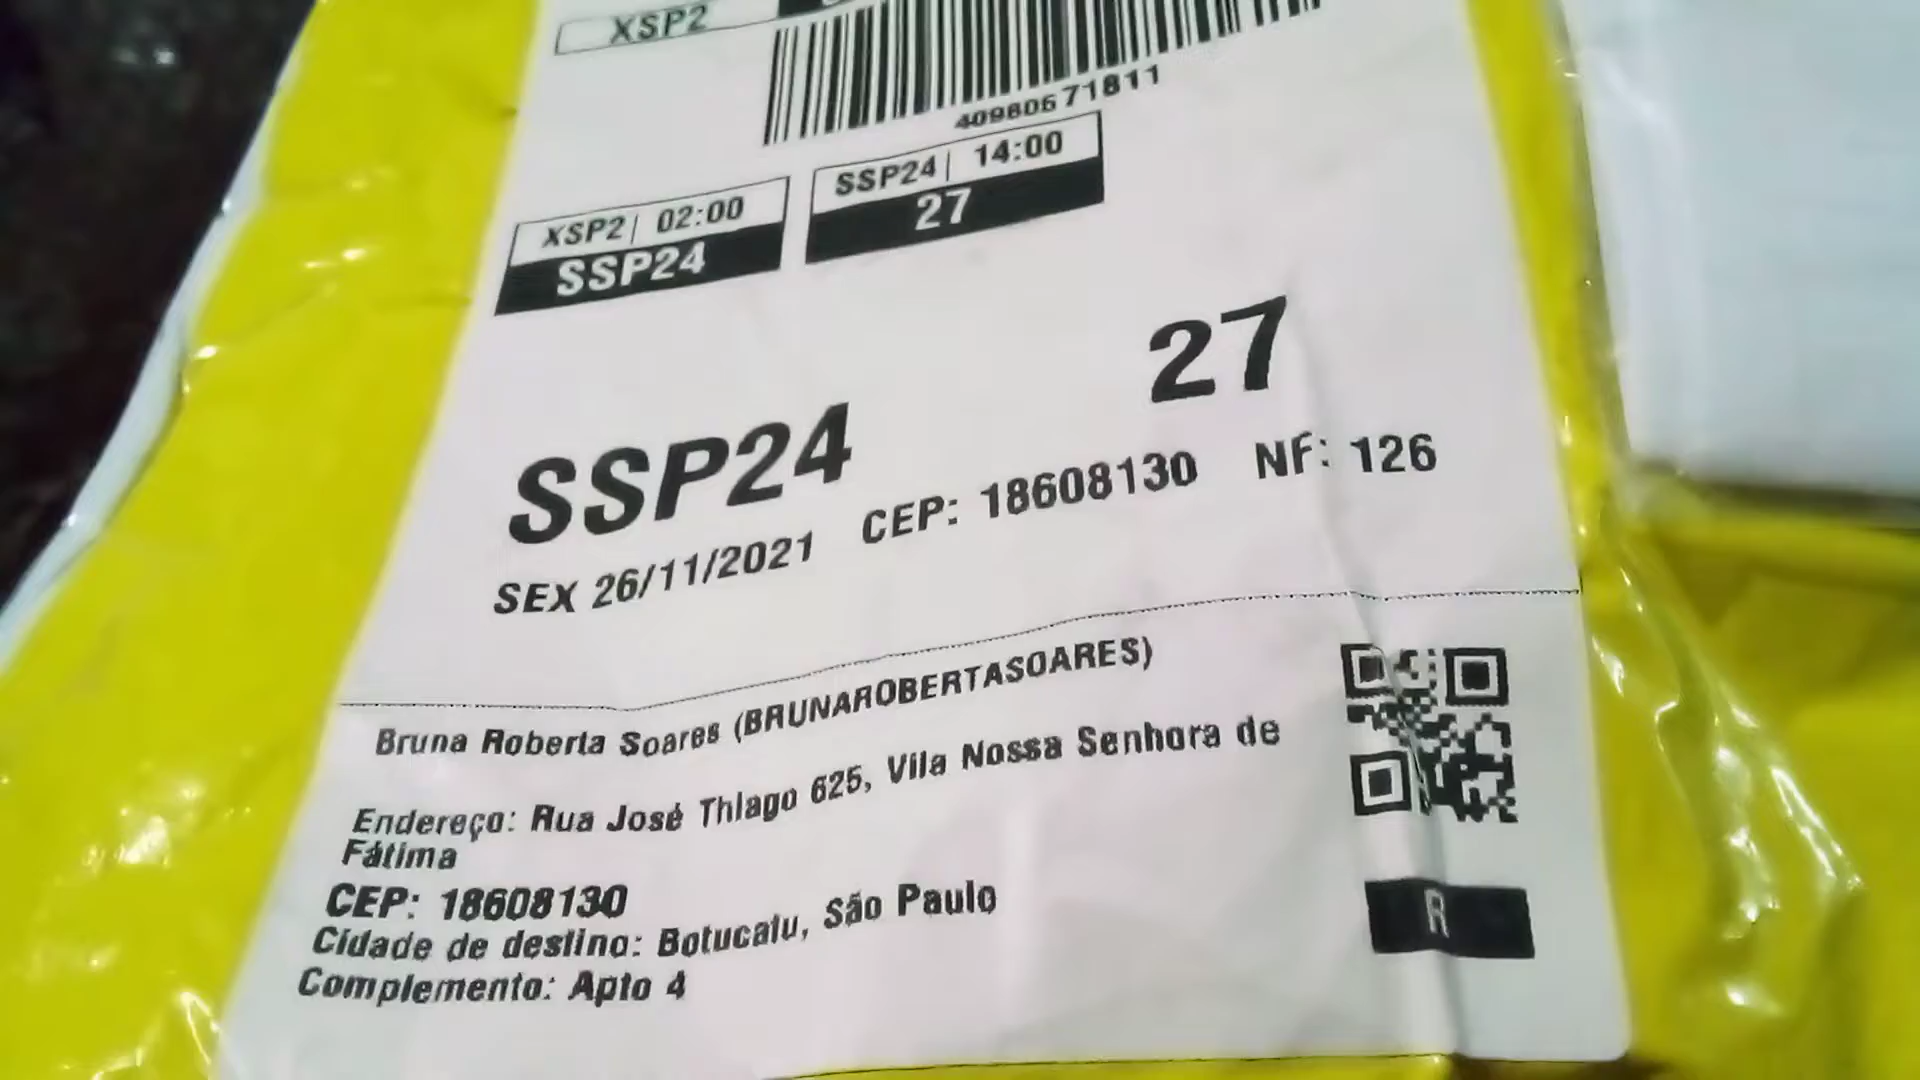 XSP2
40980671811
XSP2| 02:00
SSP24
SSP24| 14:00
27
27
SSP24
SEX 26/11/2021 CEP: 18608130 NF: 126
Bruna Roberta Soares (BRUNAROBERTASOARES)
Endereço: Rua José Thiago 625, Vila Nossa Senhora de
Fátima
CEP: 18608130
Cidade de destino: Botucatu, São Paulo
Complemento: Apto 4
R